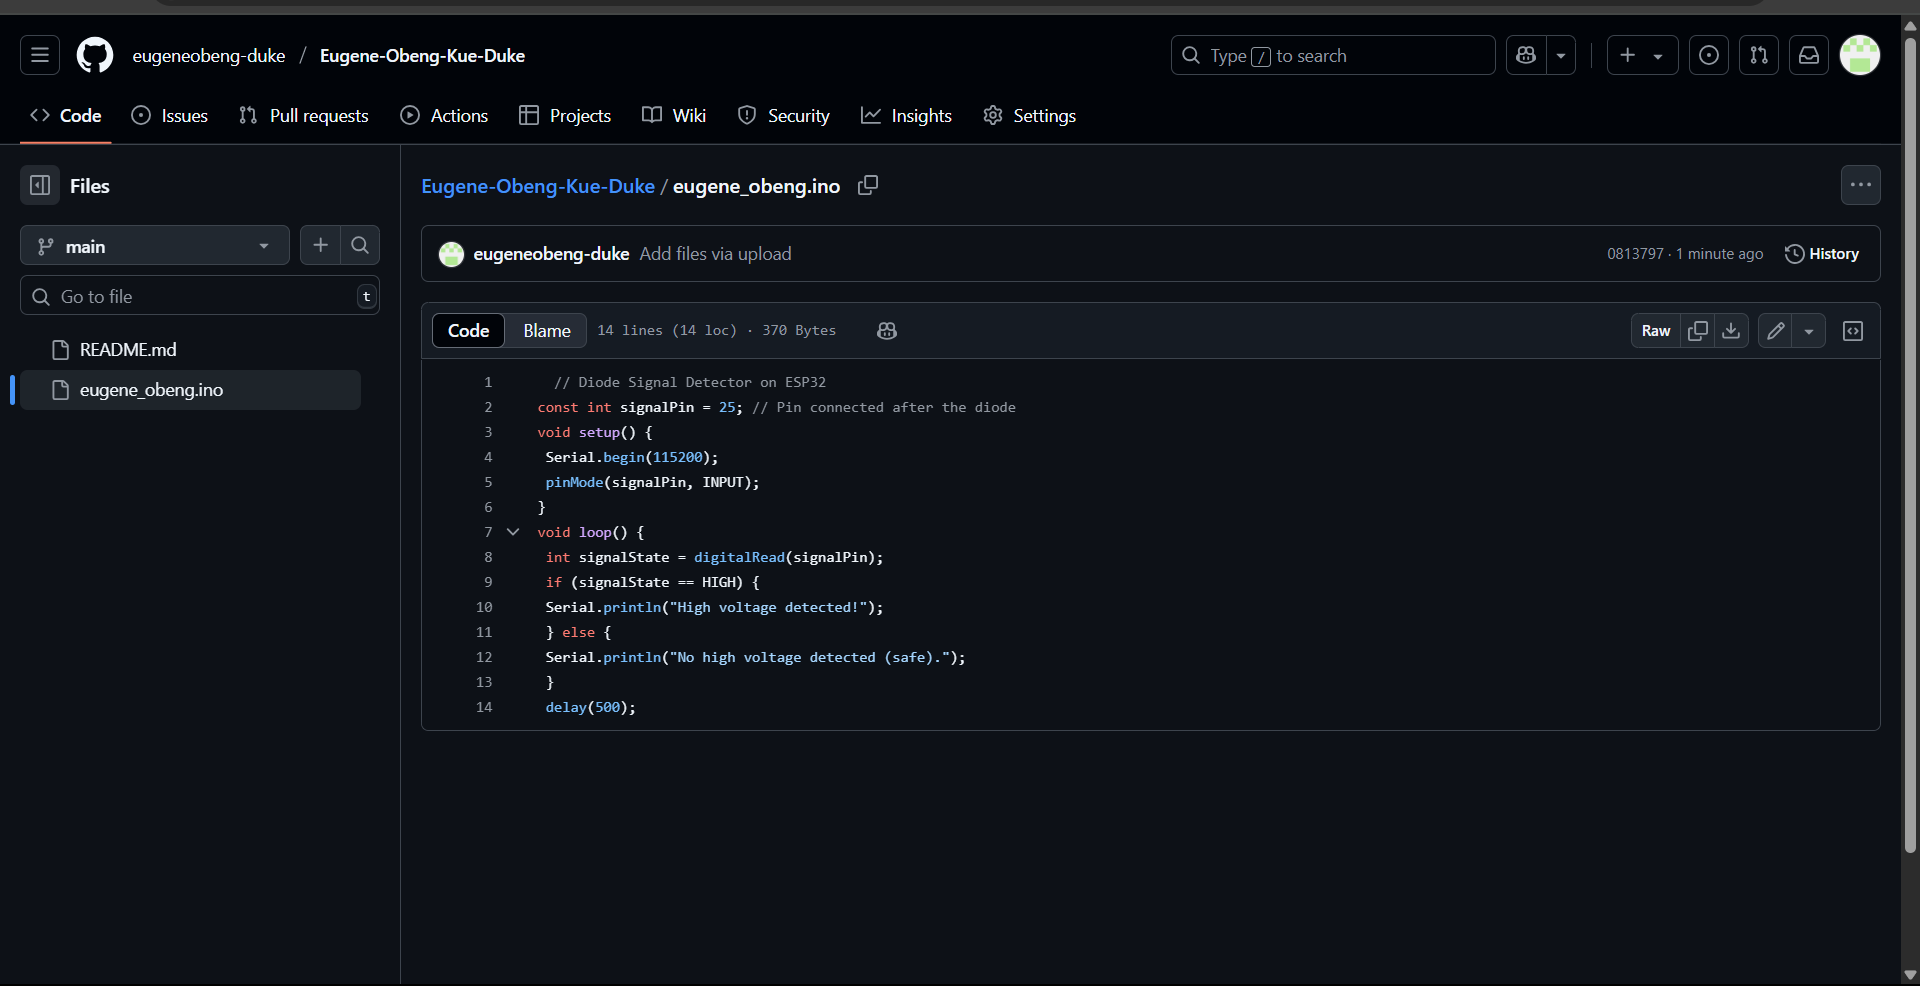 eugeneobeng-duke / Eugene-Obeng-Kue-Duke
Type / to search
Code Issues Pull requests Actions Projects Wiki Security Insights Settings
Files
main
Go to file t
README.md
eugene_obeng.ino
Eugene-Obeng-Kue-Duke / eugene_obeng.ino
eugeneobeng-duke Add files via upload
0813797 · 1 minute ago History
Code Blame 14 lines (14 loc) · 370 Bytes
Raw
1 // Diode Signal Detector on ESP32
2 const int signalPin = 25; // Pin connected after the diode
3 void setup() {
4 Serial.begin(115200);
5 pinMode(signalPin, INPUT);
6 }
7 void loop() {
8 int signalState = digitalRead(signalPin);
9 if (signalState == HIGH) {
10 Serial.println("High voltage detected!");
11 } else {
12 Serial.println("No high voltage detected (safe).");
13 }
14 delay(500);